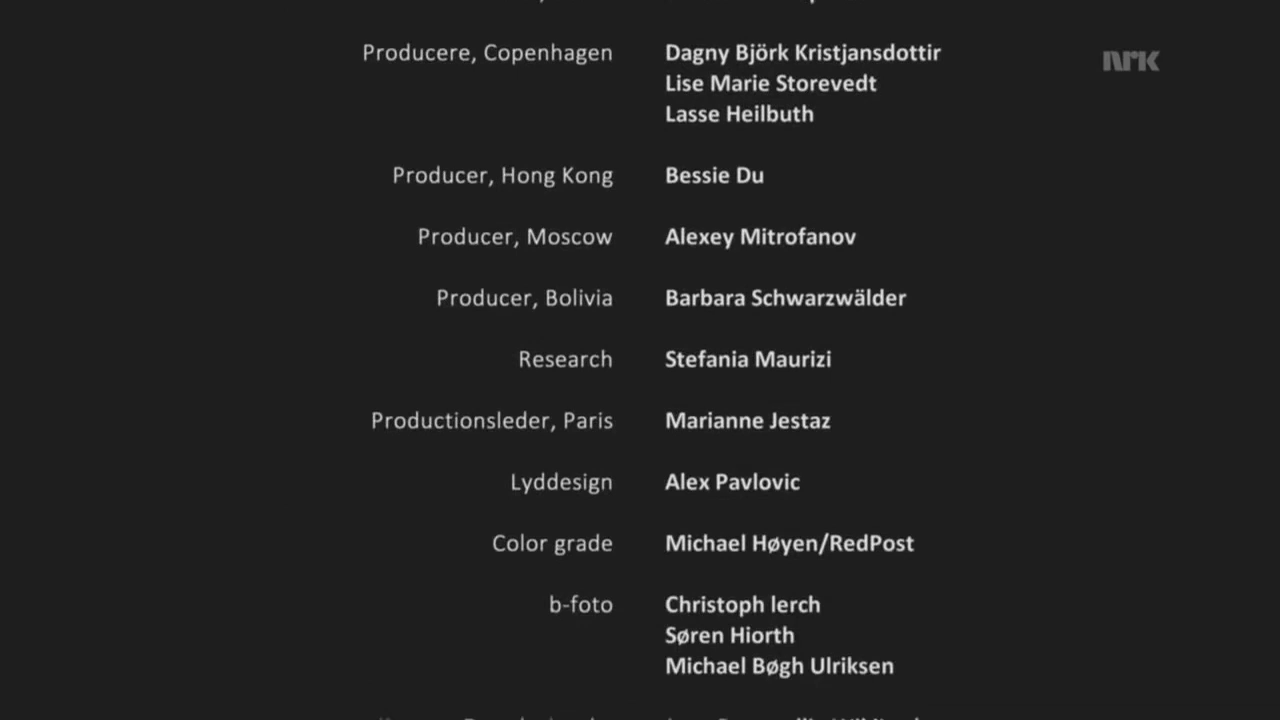 Producere, Copenhagen Dagny Björk Kristjansdottir
Lise Marie Storevedt
Lasse Heilbuth
nrk
Producer, Hong Kong Bessie Du
Producer, Moscow Alexey Mitrofanov
Producer, Bolivia Barbara Schwarzwälder
Research Stefania Maurizi
Productionsleder, Paris Marianne Jestaz
Lyddesign Alex Pavlovic
Color grade Michael Høyen/RedPost
b-foto Christoph lerch
Søren Hiorth
Michael Bøgh Ulriksen